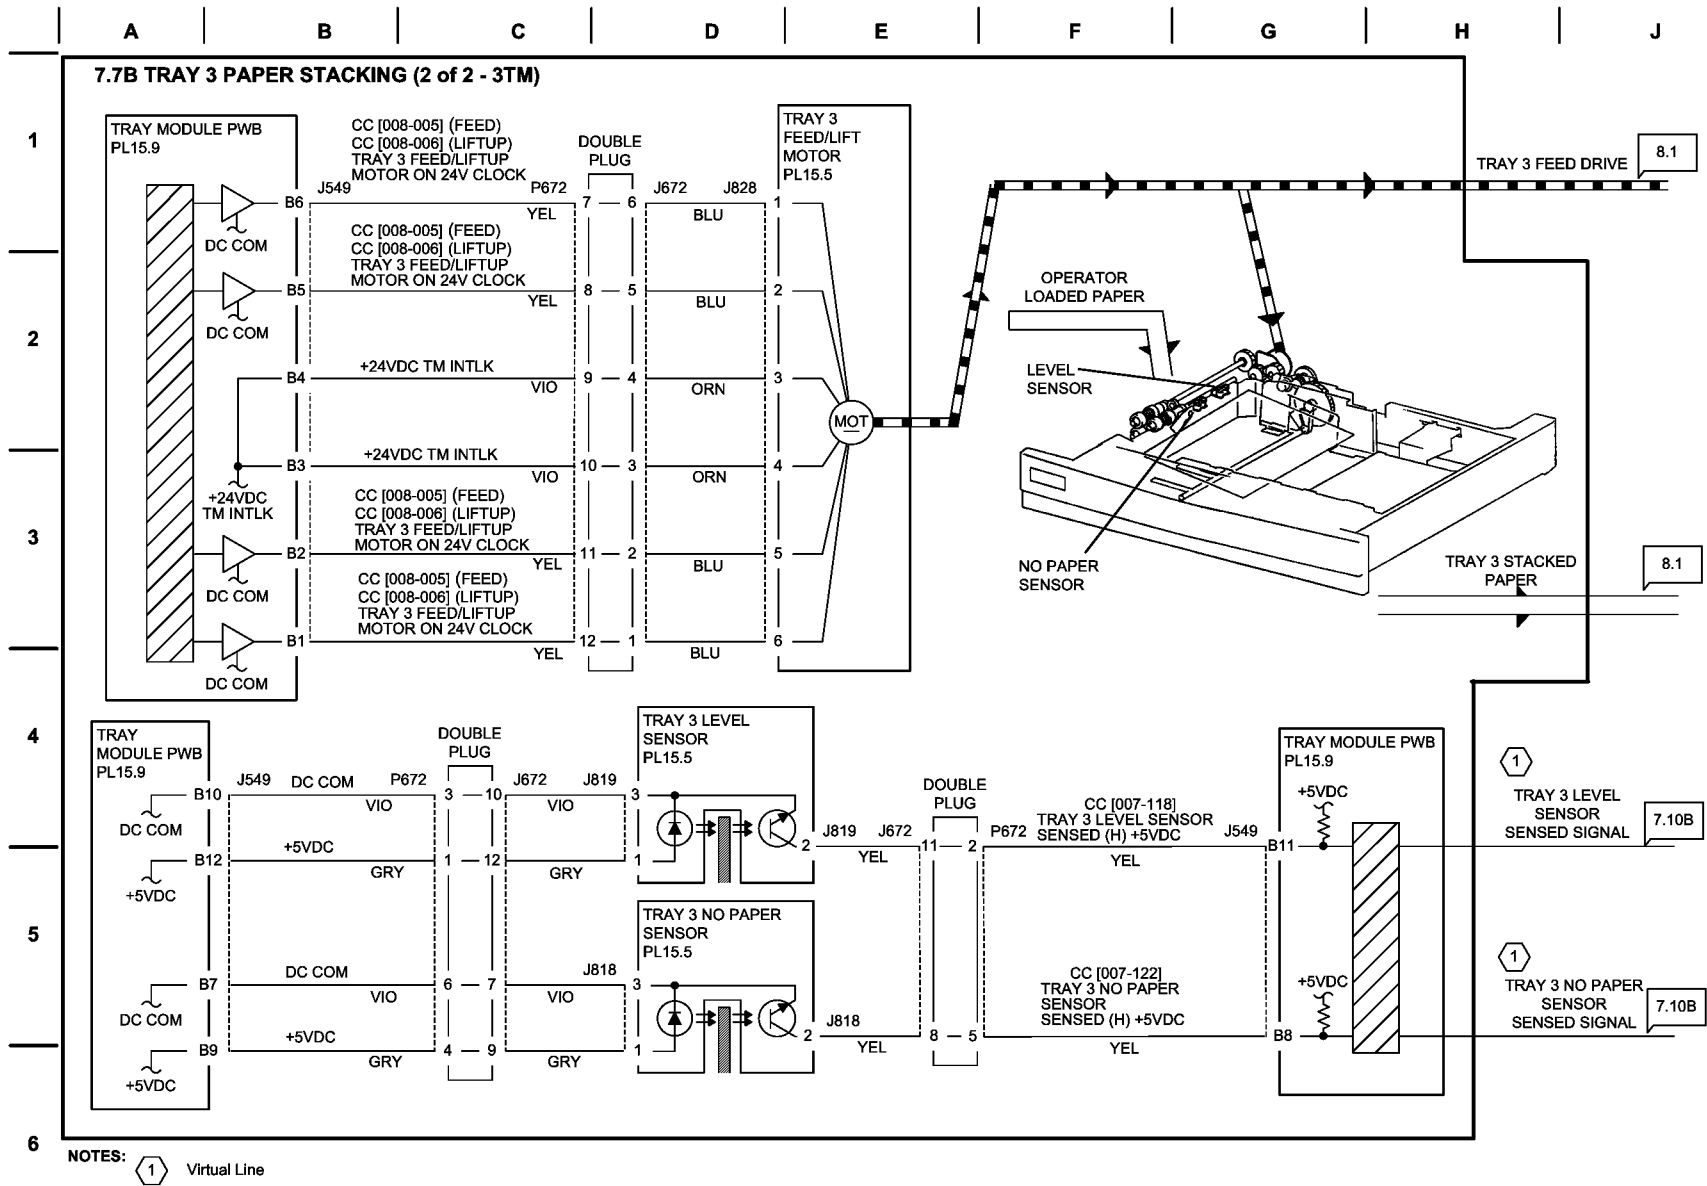 A B C D E F G H J
7.7B TRAY 3 PAPER STACKING (2 of 2 - 3TM)
1
2
3
4
5
6
TRAY MODULE PWB
PL15.9
CC [008-005] (FEED)
CC [008-006] (LIFTUP)
TRAY 3 FEED/LIFTUP
MOTOR ON 24V CLOCK
DOUBLE
PLUG
TRAY 3
FEED/LIFT
MOTOR
PL15.5
B6 J549 P672 7 6 J672 J828 1
YEL BLU
DC COM
CC [008-005] (FEED)
CC [008-006] (LIFTUP)
TRAY 3 FEED/LIFTUP
MOTOR ON 24V CLOCK
B5 8 5 2
YEL BLU
DC COM
+24VDC TM INTLK
B4 9 4 3
VIO ORN
MOT
+24VDC TM INTLK
B3 10 3 4
VIO ORN
+24VDC
TM INTLK
CC [008-005] (FEED)
CC [008-006] (LIFTUP)
TRAY 3 FEED/LIFTUP
MOTOR ON 24V CLOCK
B2 11 2 5
YEL BLU
DC COM
CC [008-005] (FEED)
CC [008-006] (LIFTUP)
TRAY 3 FEED/LIFTUP
MOTOR ON 24V CLOCK
B1 12 1 6
YEL BLU
DC COM
TRAY 3 FEED DRIVE
8.1
OPERATOR
LOADED PAPER
LEVEL
SENSOR
NO PAPER
SENSOR
TRAY 3 STACKED
PAPER
8.1
TRAY
MODULE PWB
PL15.9
DOUBLE
PLUG
TRAY 3 LEVEL
SENSOR
PL15.5
B10 J549 DC COM P672 3 10 J672 J819 3
VIO VIO
DC COM
B12 +5VDC 1 12 1
GRY GRY
+5VDC
2 J819 J672 11 2 P672 J549 B11
YEL YEL
DOUBLE
PLUG
CC [007-118]
TRAY 3 LEVEL SENSOR
SENSED (H) +5VDC
TRAY MODULE PWB
PL15.9
+5VDC
1
TRAY 3 LEVEL
SENSOR
SENSED SIGNAL
7.10B
TRAY 3 NO PAPER
SENSOR
PL15.5
B7 DC COM 6 7 J818 3
VIO VIO
DC COM
B9 +5VDC 4 9 1
GRY GRY
+5VDC
2 J818 8 5 B8
YEL YEL
CC [007-122]
TRAY 3 NO PAPER
SENSOR
SENSED (H) +5VDC
+5VDC
1
TRAY 3 NO PAPER
SENSOR
SENSED SIGNAL
7.10B
NOTES: 1 Virtual Line